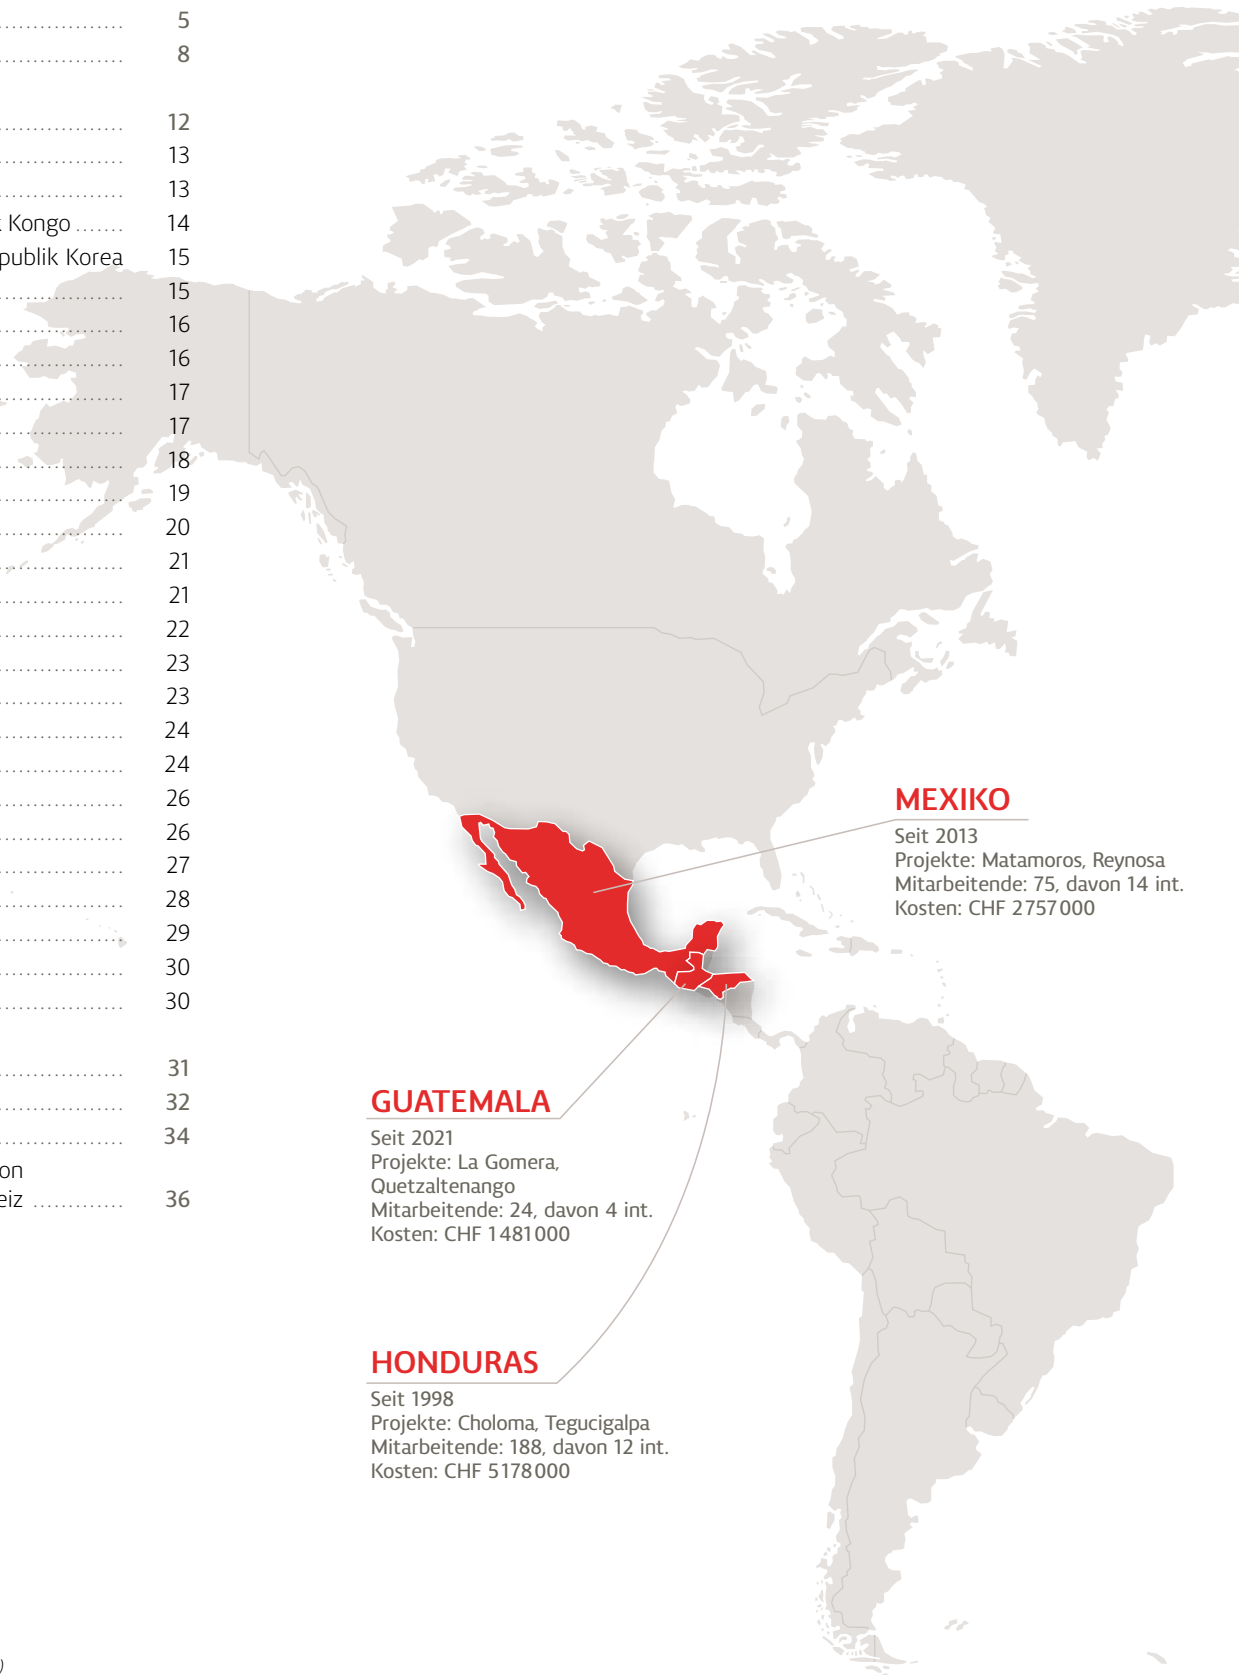 5
8
12
13
13
Kongo ....... 14
publik Korea 15
15
16
16
17
17
18
19
20
21
21
22
23
23
24
24
26
26
27
28
29
30
30
31
32
34
on
eiz ............. 36
MEXIKO
Seit 2013
Projekte: Matamoros, Reynosa
Mitarbeitende: 75, davon 14 int.
Kosten: CHF 2757000
GUATEMALA
Seit 2021
Projekte: La Gomera,
Quetzaltenango
Mitarbeitende: 24, davon 4 int.
Kosten: CHF 1481000
HONDURAS
Seit 1998
Projekte: Choloma, Tegucigalpa
Mitarbeitende: 188, davon 12 int.
Kosten: CHF 5178000
)